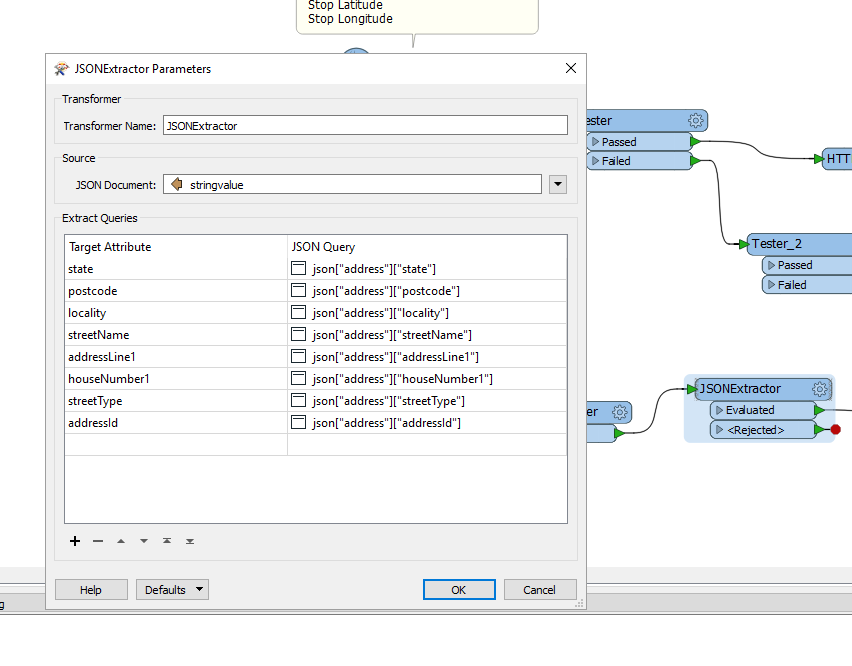 Stop Latitude
Stop Longitude
JSONExtractor Parameters
Transformer
Transformer Name: JSONExtractor
Source
JSON Document: stringvalue
Extract Queries
Target Attribute JSON Query
state json["address"]["state"]
postcode json["address"]["postcode"]
locality json["address"]["locality"]
streetName json["address"]["streetName"]
addressLine1 json["address"]["addressLine1"]
houseNumber1 json["address"]["houseNumber1"]
streetType json["address"]["streetType"]
addressId json["address"]["addressId"]
Help
Defaults
OK
Cancel
ester
Passed
Failed
HTT
Tester_2
Passed
Failed
er
JSONExtractor
Evaluated
<Rejected>
g